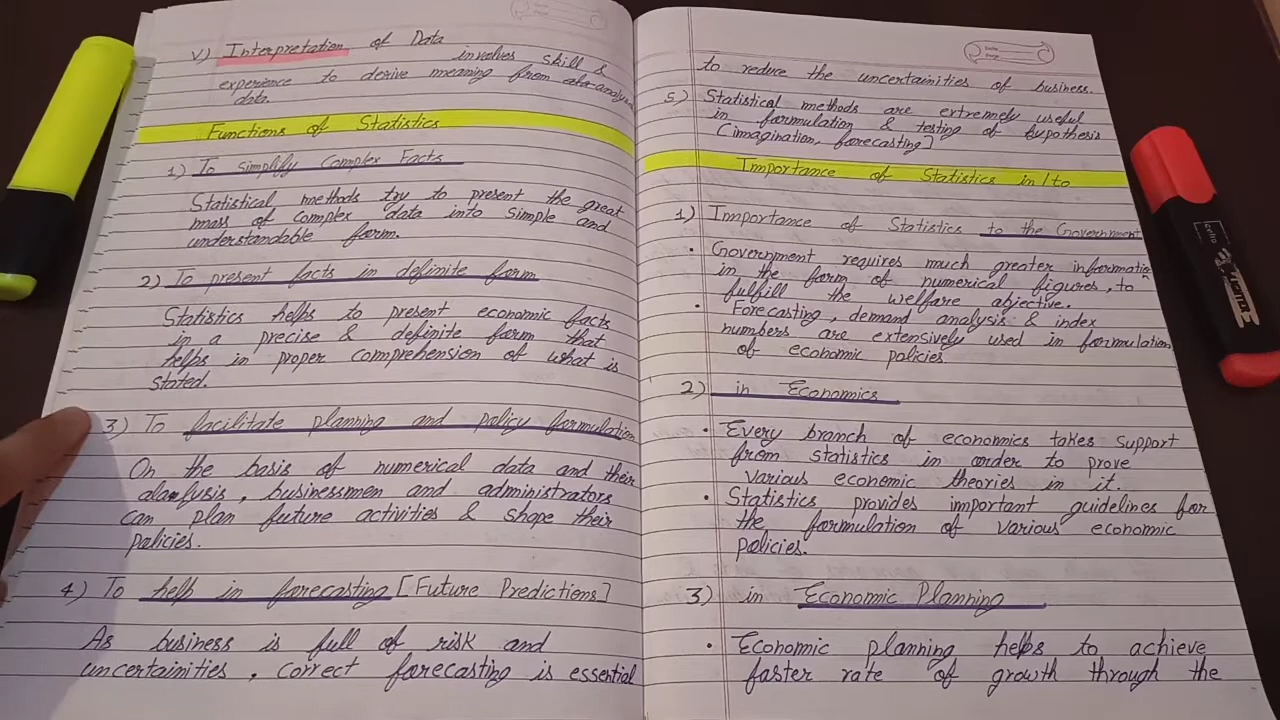 V) Interpretation of Data
involves skill &
experience to derive meaning from
data.
Functions of Statistics
1) To simplify Complex Facts
Statistical methods try to present the great
mass of complex data into simple and
understandable form.
2) To present facts in definite form
Statistics helps to present economic facts
in a precise & definite form that
helps in proper comprehension of what is
stated.
3) To facilitate planning and policy formulation
On the basis of numerical data and their
, businessmen and administrators
can plan future activities & shape their
policies.
4) To help in forecasting [Future Predictions]
As business is full of risk and
uncertainities, correct forecasting is essential
to reduce the uncertainities of business.
5) Statistical methods are extremely useful
in formulation & testing of hypothesis
[imagination, forecasting]
Importance of Statistics in/to
1) Importance of Statistics to the Government
• Government requires much greater informatin
in the form of numerical figures, to
fulfill the welfare objective.
• Forecasting, demand analysis & index
numbers are extensively used in formulation
of economic policies
2) in Economics
• Every branch of economics takes support
from statistics in order to prove
various economic theories in it.
• Statistics provides important guidelines for
the formulation of various economic
policies.
3) in Economic Planning
• Economic planning helps to achieve
faster rate of growth through the